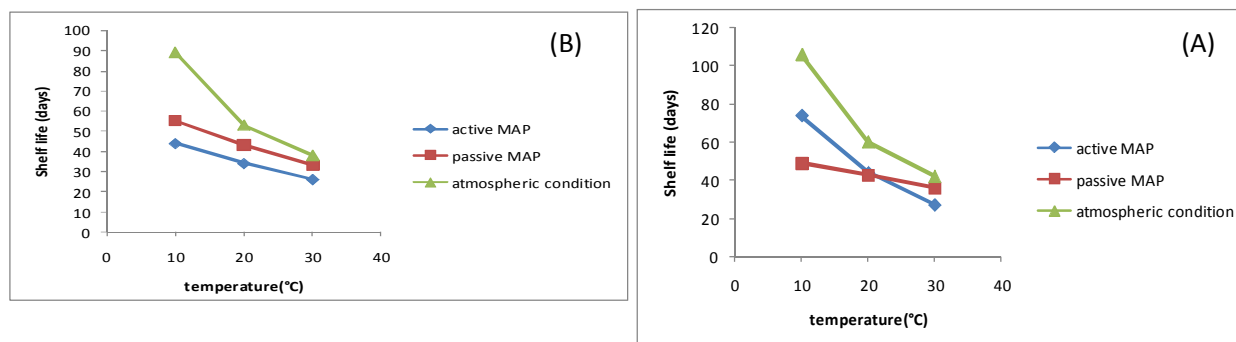 (B)
100
90
80
70
60
50
40
30
20
10
0
0 10 20 30 40
Shelf life (days)
temperature(°C)
active MAP
passive MAP
atmospheric condition
(A)
120
100
80
60
40
20
0
0 10 20 30 40
Shelf life (days)
temperature(°C)
active MAP
passive MAP
atmospheric condition